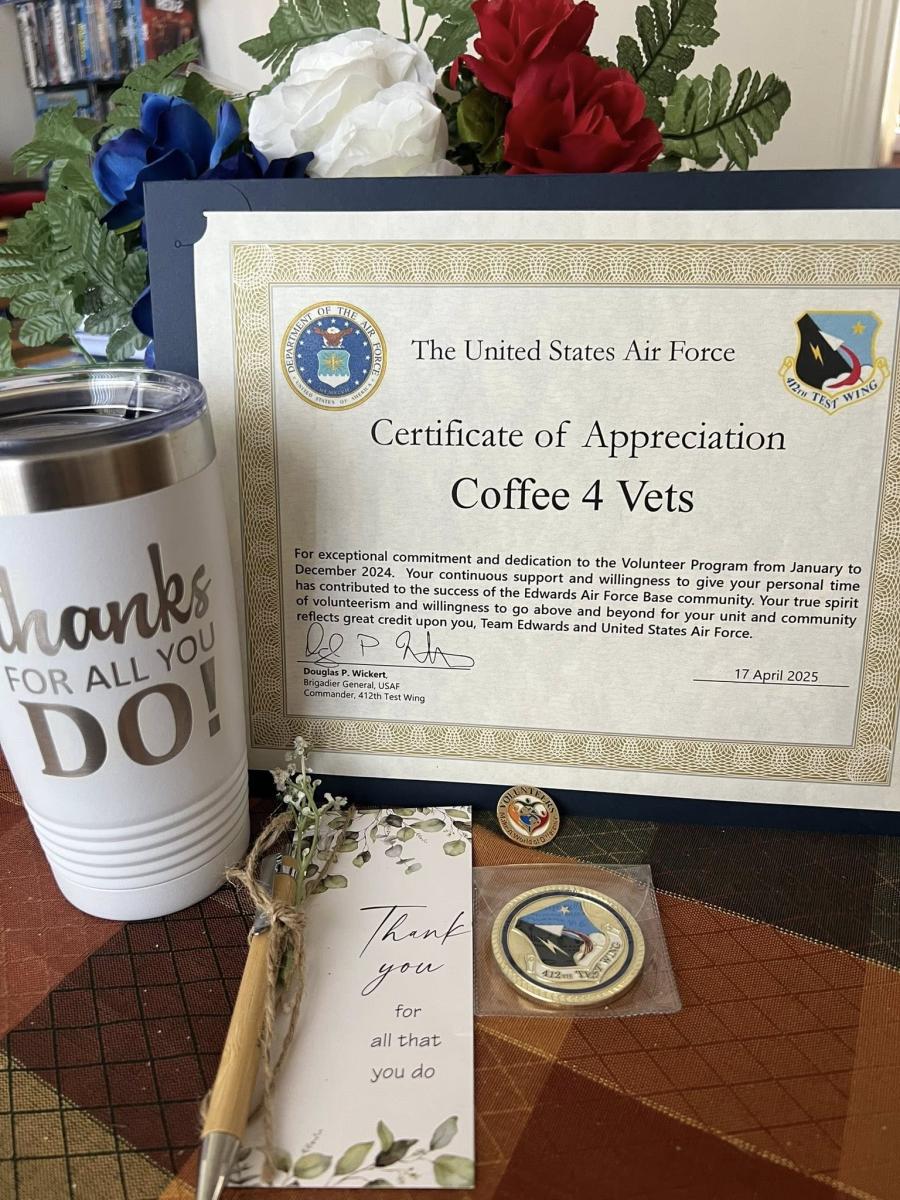 DEPARTMENT OF THE AIR FORCE
UNITED STATES OF AMERICA
The United States Air Force
412TH TEST WING
Certificate of Appreciation
Coffee 4 Vets
For exceptional commitment and dedication to the Volunteer Program from January to
December 2024. Your continuous support and willingness to give your personal time
has contributed to the success of the Edwards Air Force Base community. Your true spirit
of volunteerism and willingness to go above and beyond for your unit and community
reflects great credit upon you, Team Edwards and United States Air Force.
Douglas P. Wickert,
Brigadier General, USAF
Commander, 412th Test Wing
17 April 2025
thanks
FOR ALL YOU
DO!
VOLUNTEERS
Thank
you
for
all that
you do
412TH TEST WING